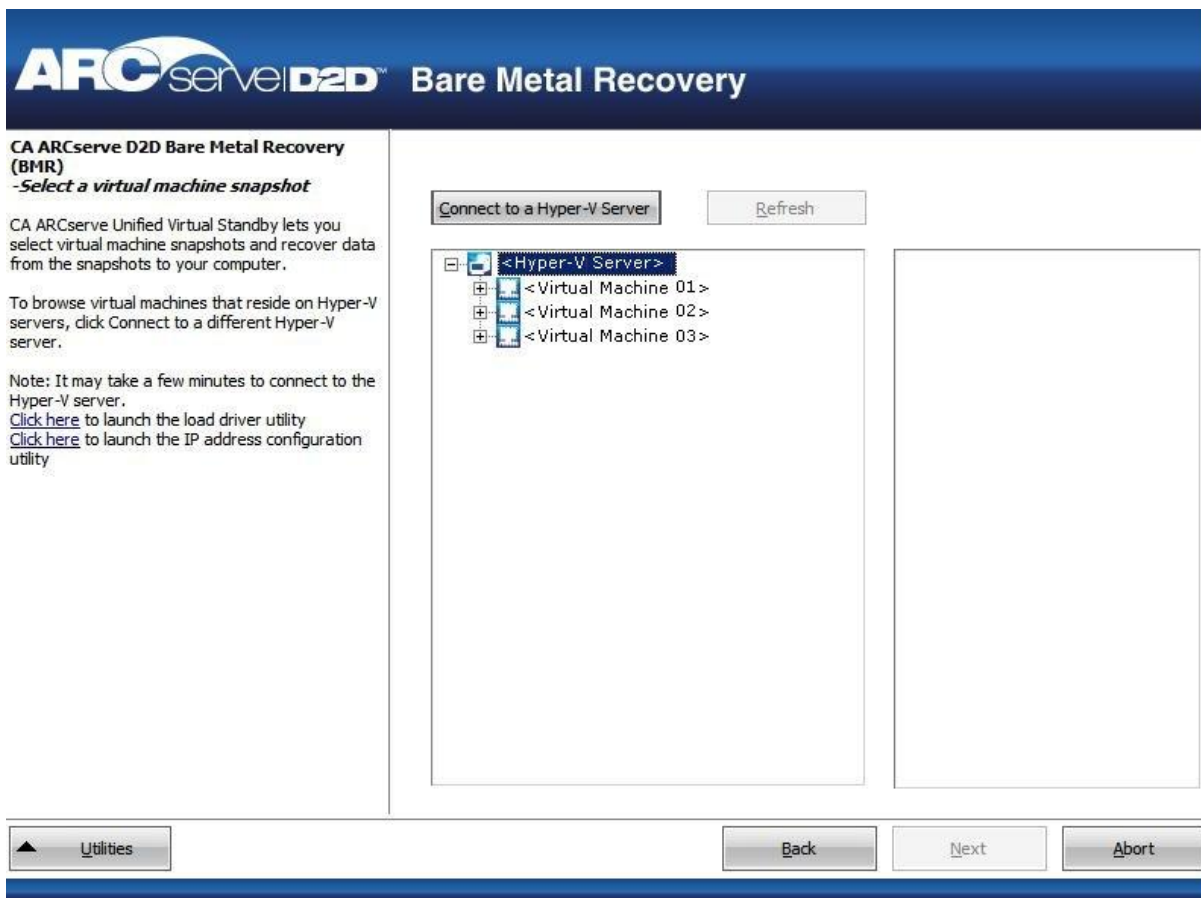 ARCserve D2D™ Bare Metal Recovery
CA ARCserve D2D Bare Metal Recovery
(BMR)
-Select a virtual machine snapshot
CA ARCserve Unified Virtual Standby lets you
select virtual machine snapshots and recover data
from the snapshots to your computer.
To browse virtual machines that reside on Hyper-V
servers, click Connect to a different Hyper-V
server.
Note: It may take a few minutes to connect to the
Hyper-V server.
Click here to launch the load driver utility
Click here to launch the IP address configuration
utility
Connect to a Hyper-V Server
Refresh
<Hyper-V Server>
<Virtual Machine 01>
<Virtual Machine 02>
<Virtual Machine 03>
Utilities
Back
Next
Abort